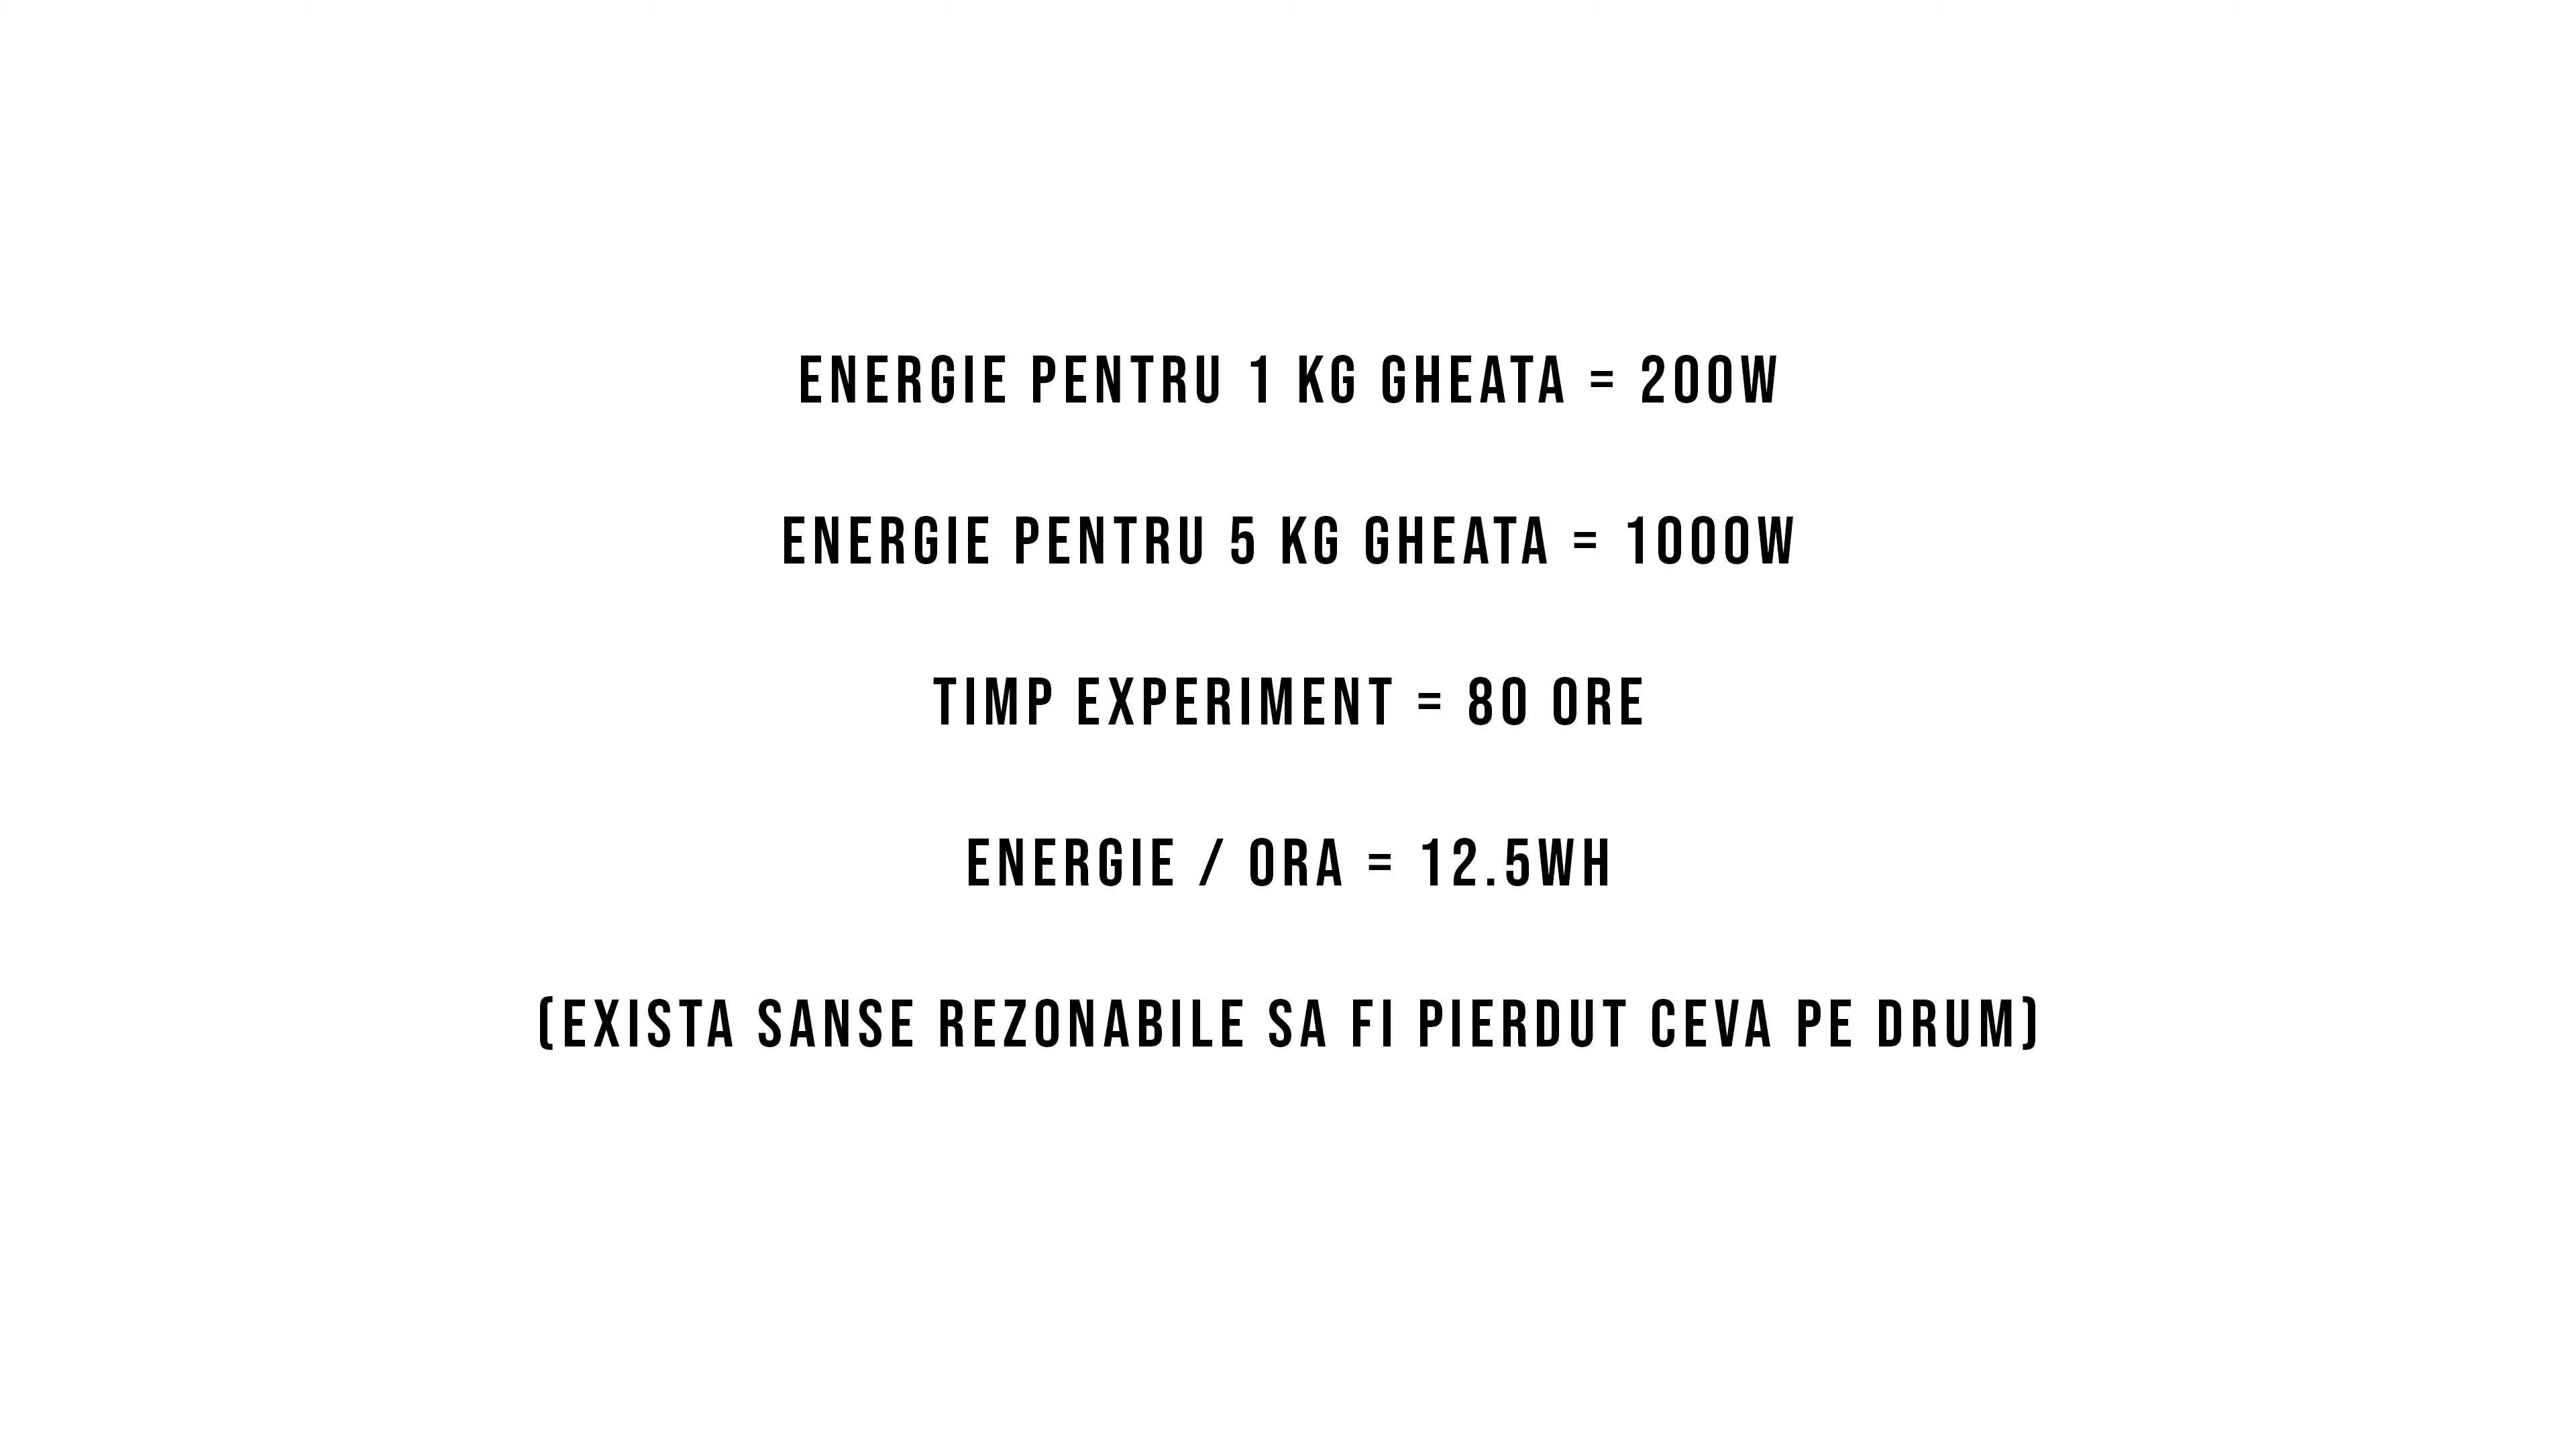 ENERGIE PENTRU 1 KG GHEATA = 200W
ENERGIE PENTRU 5 KG GHEATA = 1000W
TIMP EXPERIMENT = 80 ORE
ENERGIE / ORA = 12.5WH
(EXISTA SANSE REZONABILE SA FI PIERDUT CEVA PE DRUM)